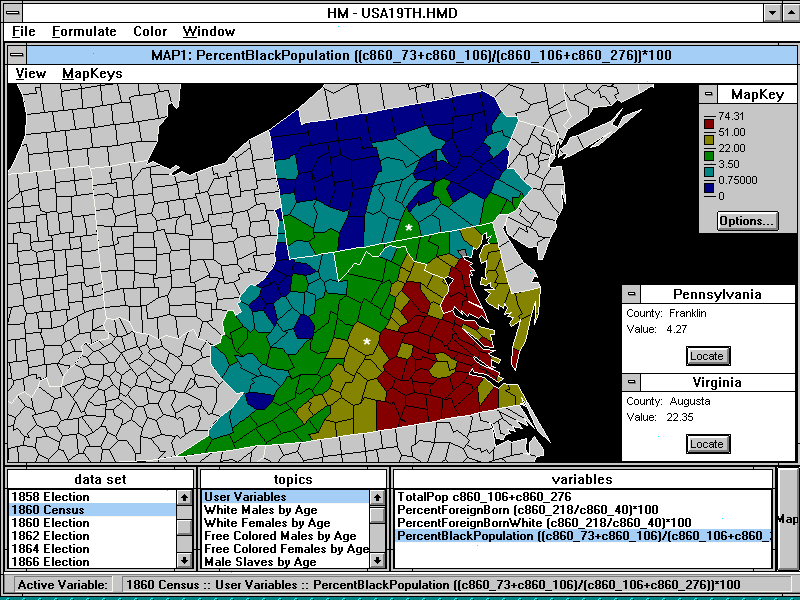 HM - USA19TH.HMD
File Formulate Color Window
MAP1: PercentBlackPopulation ((c860_73+c860_106)/(c860_106+c860_276))*100
View MapKeys
MapKey
74.31
51.00
22.00
3.50
0.75000
0
Options...
*
*
Pennsylvania
County: Franklin
Value: 4.27
Locate
Virginia
County: Augusta
Value: 22.35
Locate
data set
1858 Election
1860 Census
1860 Election
1862 Election
1864 Election
1866 Election
topics
User Variables
White Males by Age
White Females by Age
Free Colored Males by Age
Free Colored Females by Age
Male Slaves by Age
variables
TotalPop c860_106+c860_276
PercentForeignBorn (c860_218/c860_40)*100
PercentForeignBornWhite (c860_218/c860_40)*100
PercentBlackPopulation ((c860_73+c860_106)/(c860_106+c860_276))*100
Map
Active Variable: 1860 Census :: User Variables :: PercentBlackPopulation ((c860_73+c860_106)/(c860_106+c860_276))*100